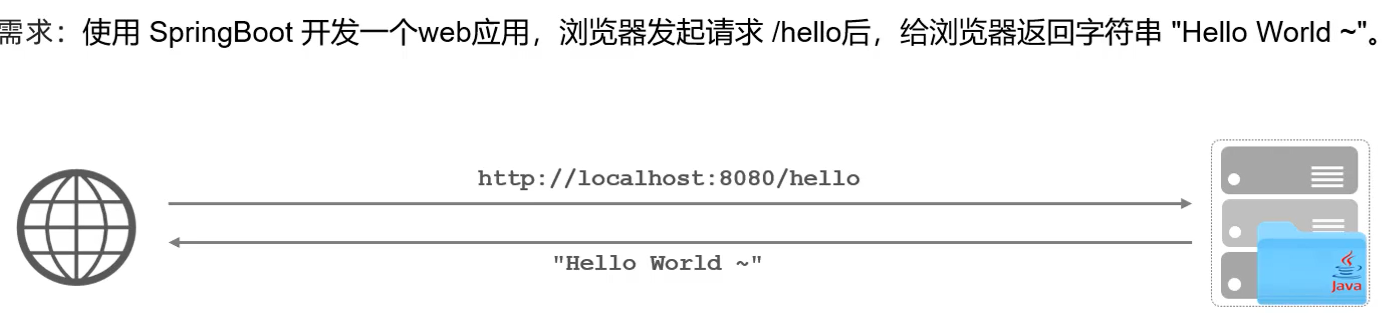 需求：使用 SpringBoot 开发一个web应用，浏览器发起请求 /hello后，给浏览器返回字符串 "Hello World ~"。
http://localhost:8080/hello
"Hello World ~"
Java